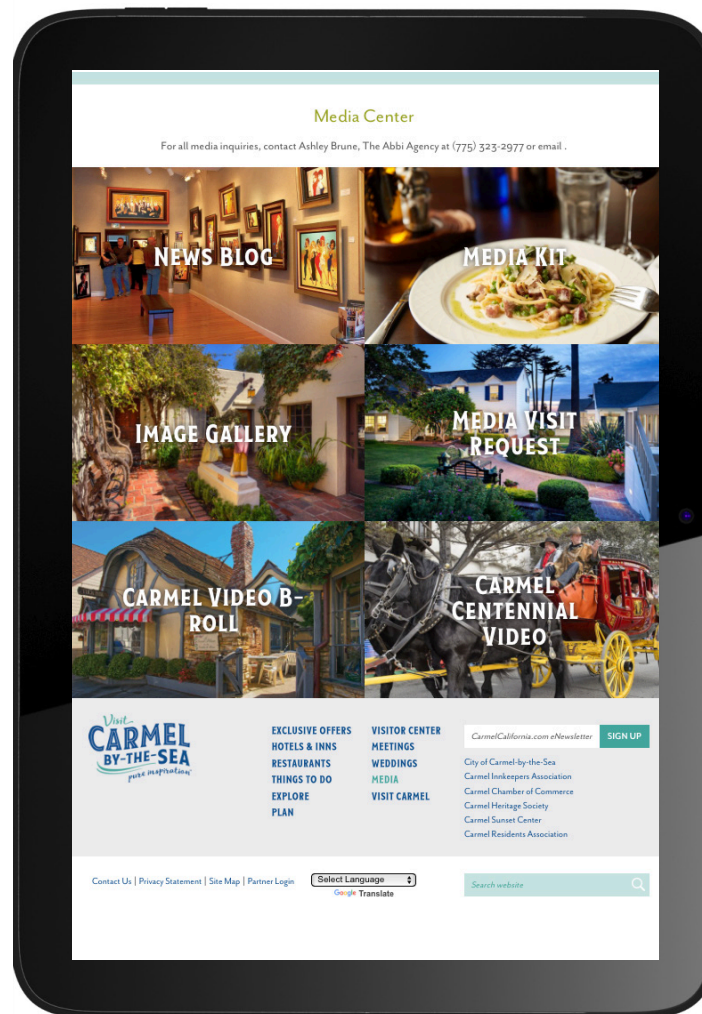 Media Center
For all media inquiries, contact Ashley Brune, The Abbi Agency at (775) 323-2977 or email .
NEWS BLOG
MEDIA KIT
IMAGE GALLERY
MEDIA VISIT
REQUEST
CARMEL VIDEO B-
ROLL
CARMEL
CENTENNIAL
VIDEO
Visit
CARMEL
BY-THE-SEA
pure inspiration
EXCLUSIVE OFFERS
HOTELS & INNS
RESTAURANTS
THINGS TO DO
EXPLORE
PLAN
VISITOR CENTER
MEETINGS
WEDDINGS
MEDIA
VISIT CARMEL
CarmelCalifornia.com eNewsletter
SIGN UP
City of Carmel-by-the-Sea
Carmel Innkeepers Association
Carmel Chamber of Commerce
Carmel Heritage Society
Carmel Sunset Center
Carmel Residents Association
Contact Us | Privacy Statement | Site Map | Partner Login
Select Language
Google Translate
Search website